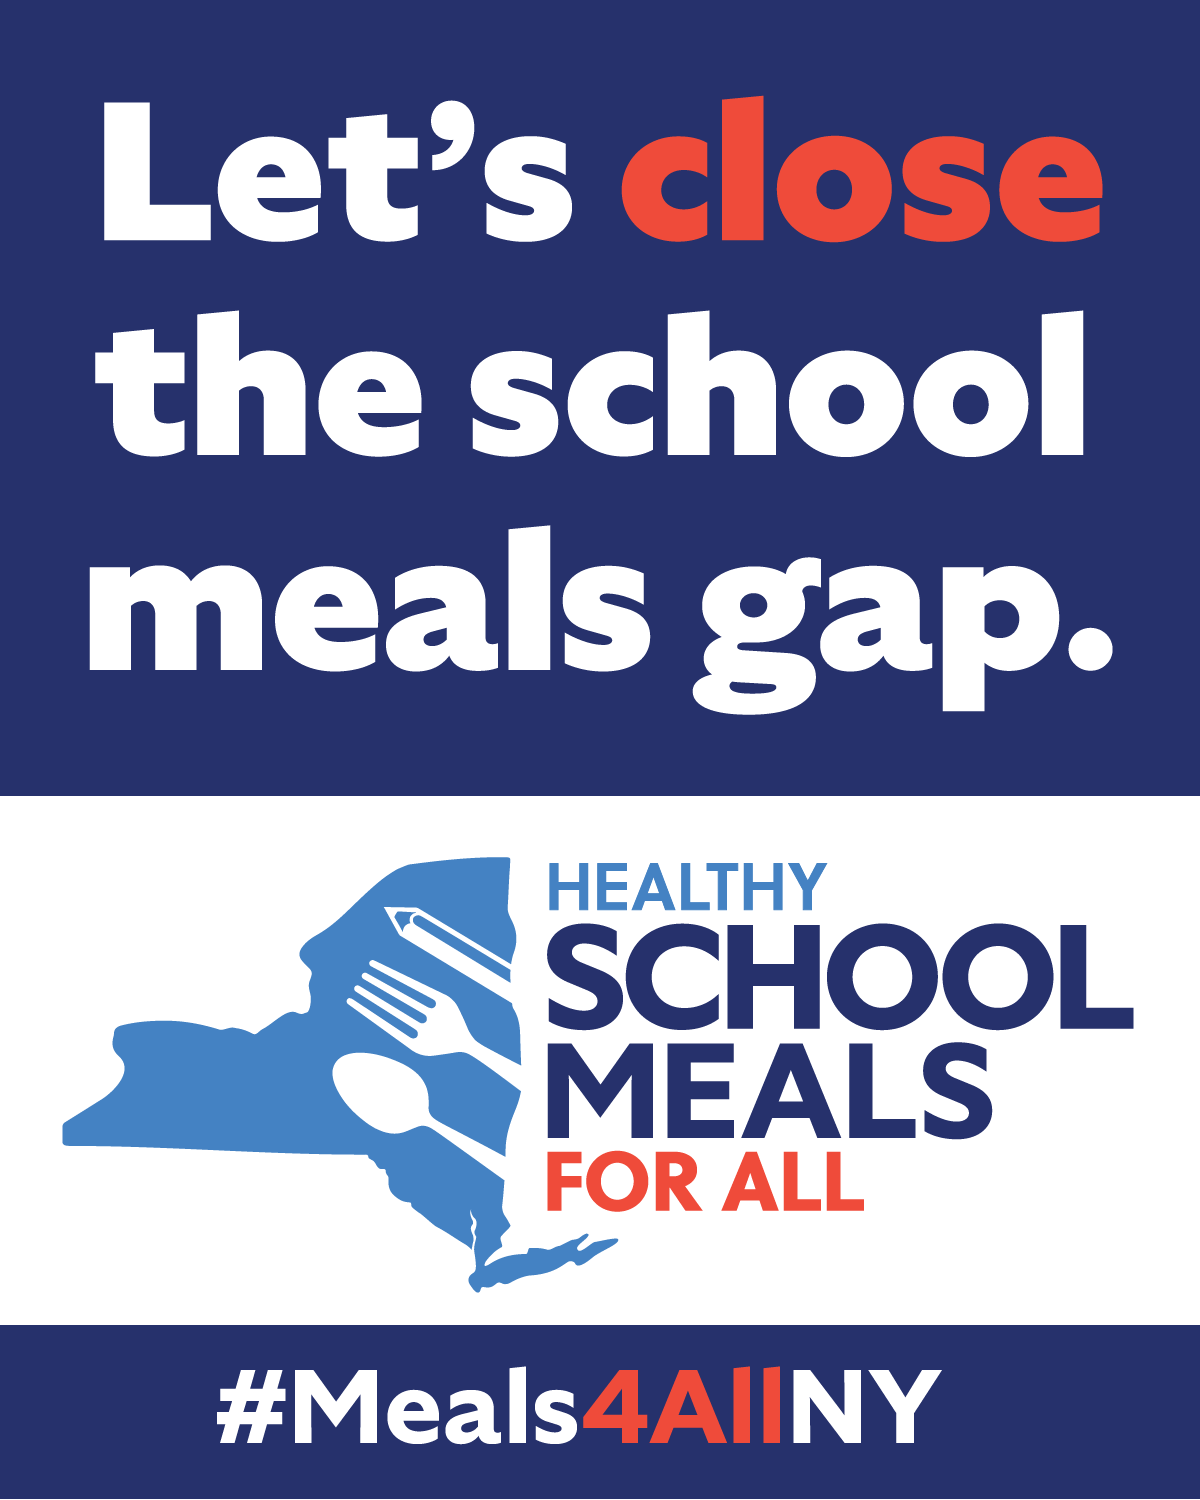 Let’s close
the school
meals gap.
HEALTHY
SCHOOL
MEALS
FOR ALL
#Meals4AllNY